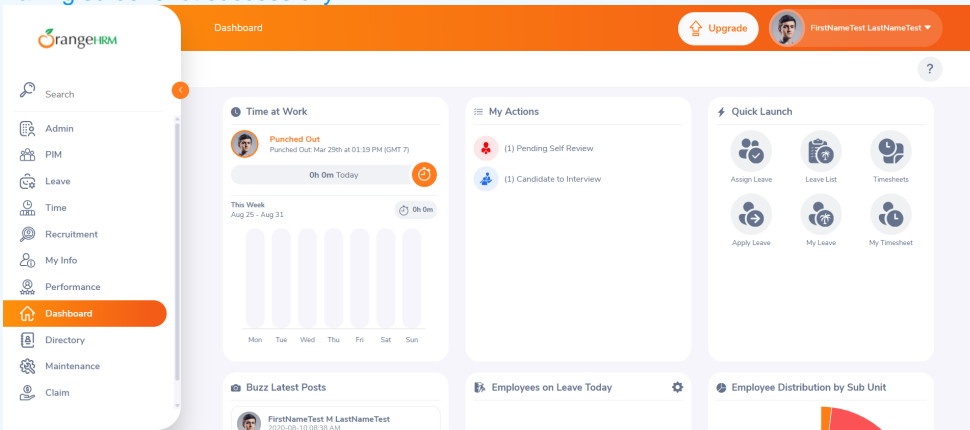 OrangeHRM
Dashboard
Upgrade
FirstNameTest LastNameTest
?
Search
Admin
PIM
Leave
Time
Recruitment
My Info
Performance
Dashboard
Directory
Maintenance
Claim
Time at Work
Punched Out
Punched Out: Mar 29th at 01:19 PM (GMT 7)
0h 0m Today
This Week
Aug 25 - Aug 31
0h 0m
Mon Tue Wed Thu Fri Sat Sun
My Actions
(1) Pending Self Review
(1) Candidate to Interview
Quick Launch
Assign Leave Leave List Timesheets
Apply Leave My Leave My Timesheet
Buzz Latest Posts
FirstNameTest M LastNameTest
2020-08-10 08:38 AM
Employees on Leave Today
Employee Distribution by Sub Unit